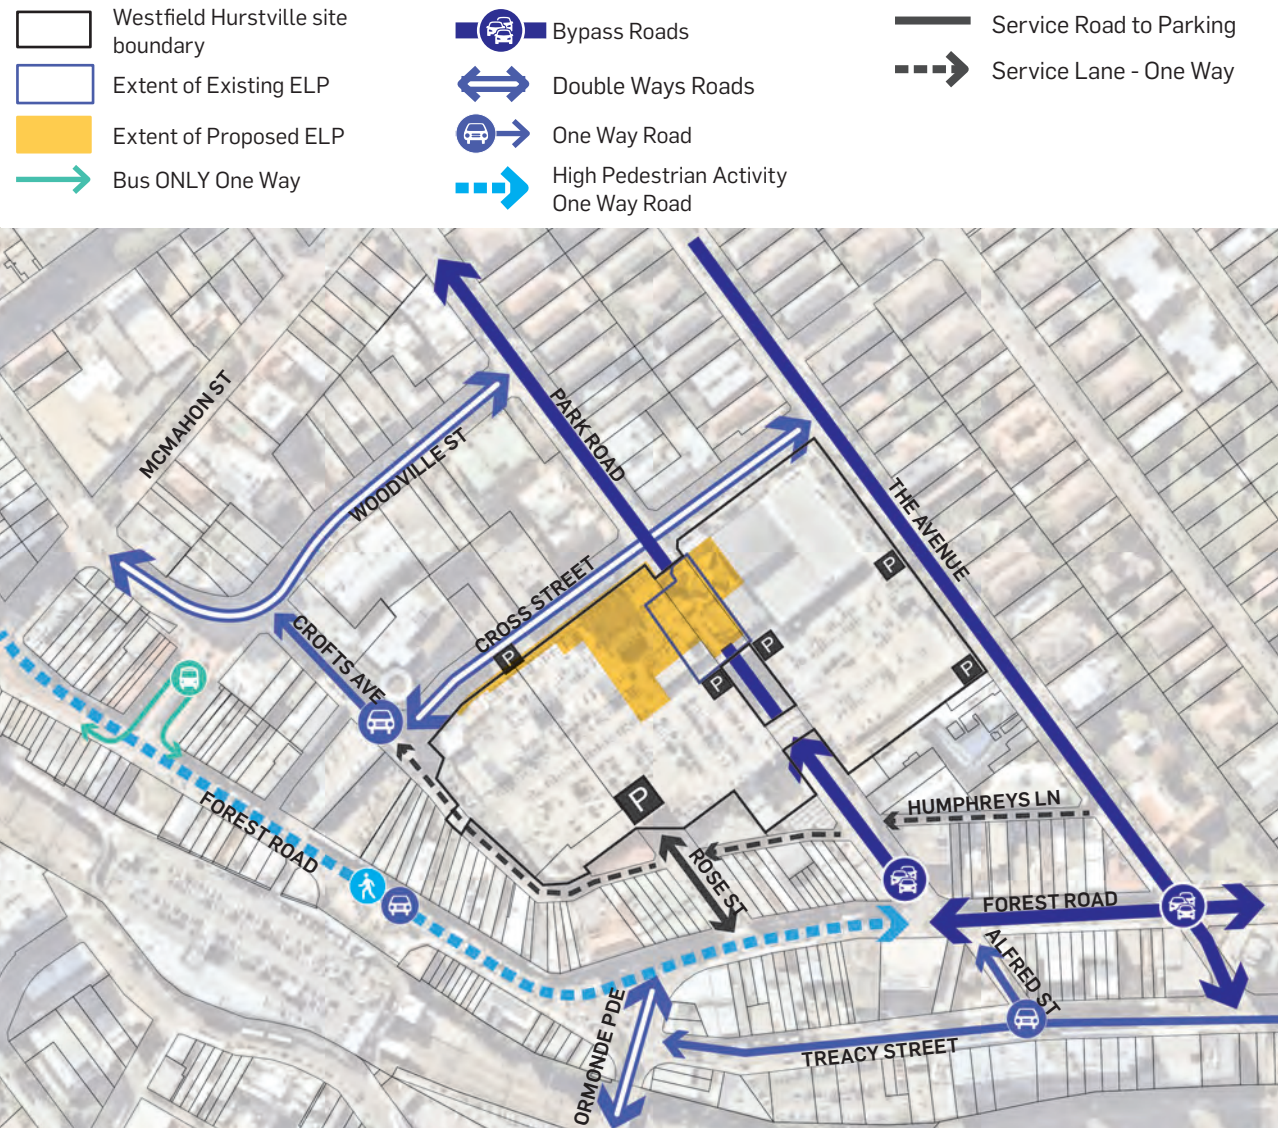 Westfield Hurstville site
boundary
Extent of Existing ELP
Extent of Proposed ELP
Bus ONLY One Way
Bypass Roads
Double Ways Roads
One Way Road
High Pedestrian Activity
One Way Road
Service Road to Parking
Service Lane - One Way
MCMAHON ST
WOODVILLE ST
PARK ROAD
THE AVENUE
CROSS STREET
CROFTS AVE
P
P
P
P
P
P
FOREST ROAD
HUMPHREYS LN
ROSE ST
FOREST ROAD
ALFRED ST
ORMONDE PDE
TREACY STREET